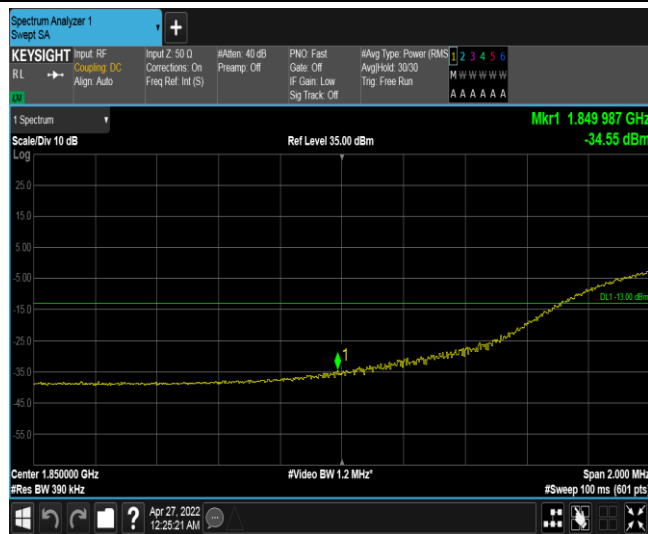 Spectrum Analyzer 1
Swept SA
+
KEYSIGHT
RL
Input: RF
Coupling: DC
Align: Auto
Input Z: 50 Ω
Corrections: On
Freq Ref: Int (S)
#Atten: 40 dB
Preamp: Off
PNO: Fast
Gate: Off
IF Gain: Low
Sig Track: Off
#Avg Type: Power (RMS
Avg|Hold: 30/30
Trig: Free Run
1 2 3 4 5 6
M W W W W W
A A A A A A
1 Spectrum
Mkr1 1.849 987 GHz
Scale/Div 10 dB
Ref Level 35.00 dBm
-34.55 dBm
Log
25.0
15.0
5.00
-5.00
DL1 -13.00 dBm
-15.0
-25.0
1
-35.0
-45.0
-55.0
Center 1.850000 GHz
#Video BW 1.2 MHz*
Span 2.000 MHz
#Res BW 390 kHz
#Sweep 100 ms (601 pts)
?
Apr 27, 2022
12:25:21 AM